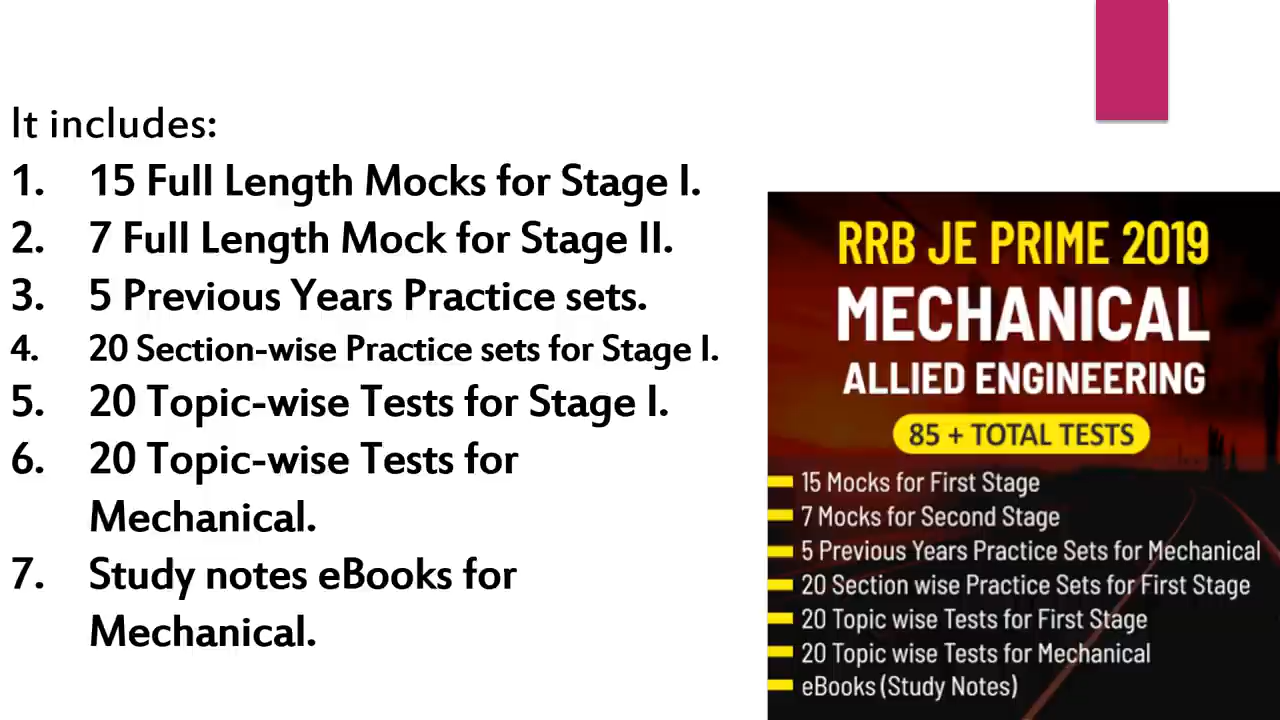 It includes:
1. 15 Full Length Mocks for Stage I.
2. 7 Full Length Mock for Stage II.
3. 5 Previous Years Practice sets.
4. 20 Section-wise Practice sets for Stage I.
5. 20 Topic-wise Tests for Stage I.
6. 20 Topic-wise Tests for
Mechanical.
7. Study notes eBooks for
Mechanical.
RRB JE PRIME 2019
MECHANICAL
ALLIED ENGINEERING
85 + TOTAL TESTS
15 Mocks for First Stage
7 Mocks for Second Stage
5 Previous Years Practice Sets for Mechanical
20 Section wise Practice Sets for First Stage
20 Topic wise Tests for First Stage
20 Topic wise Tests for Mechanical
eBooks (Study Notes)